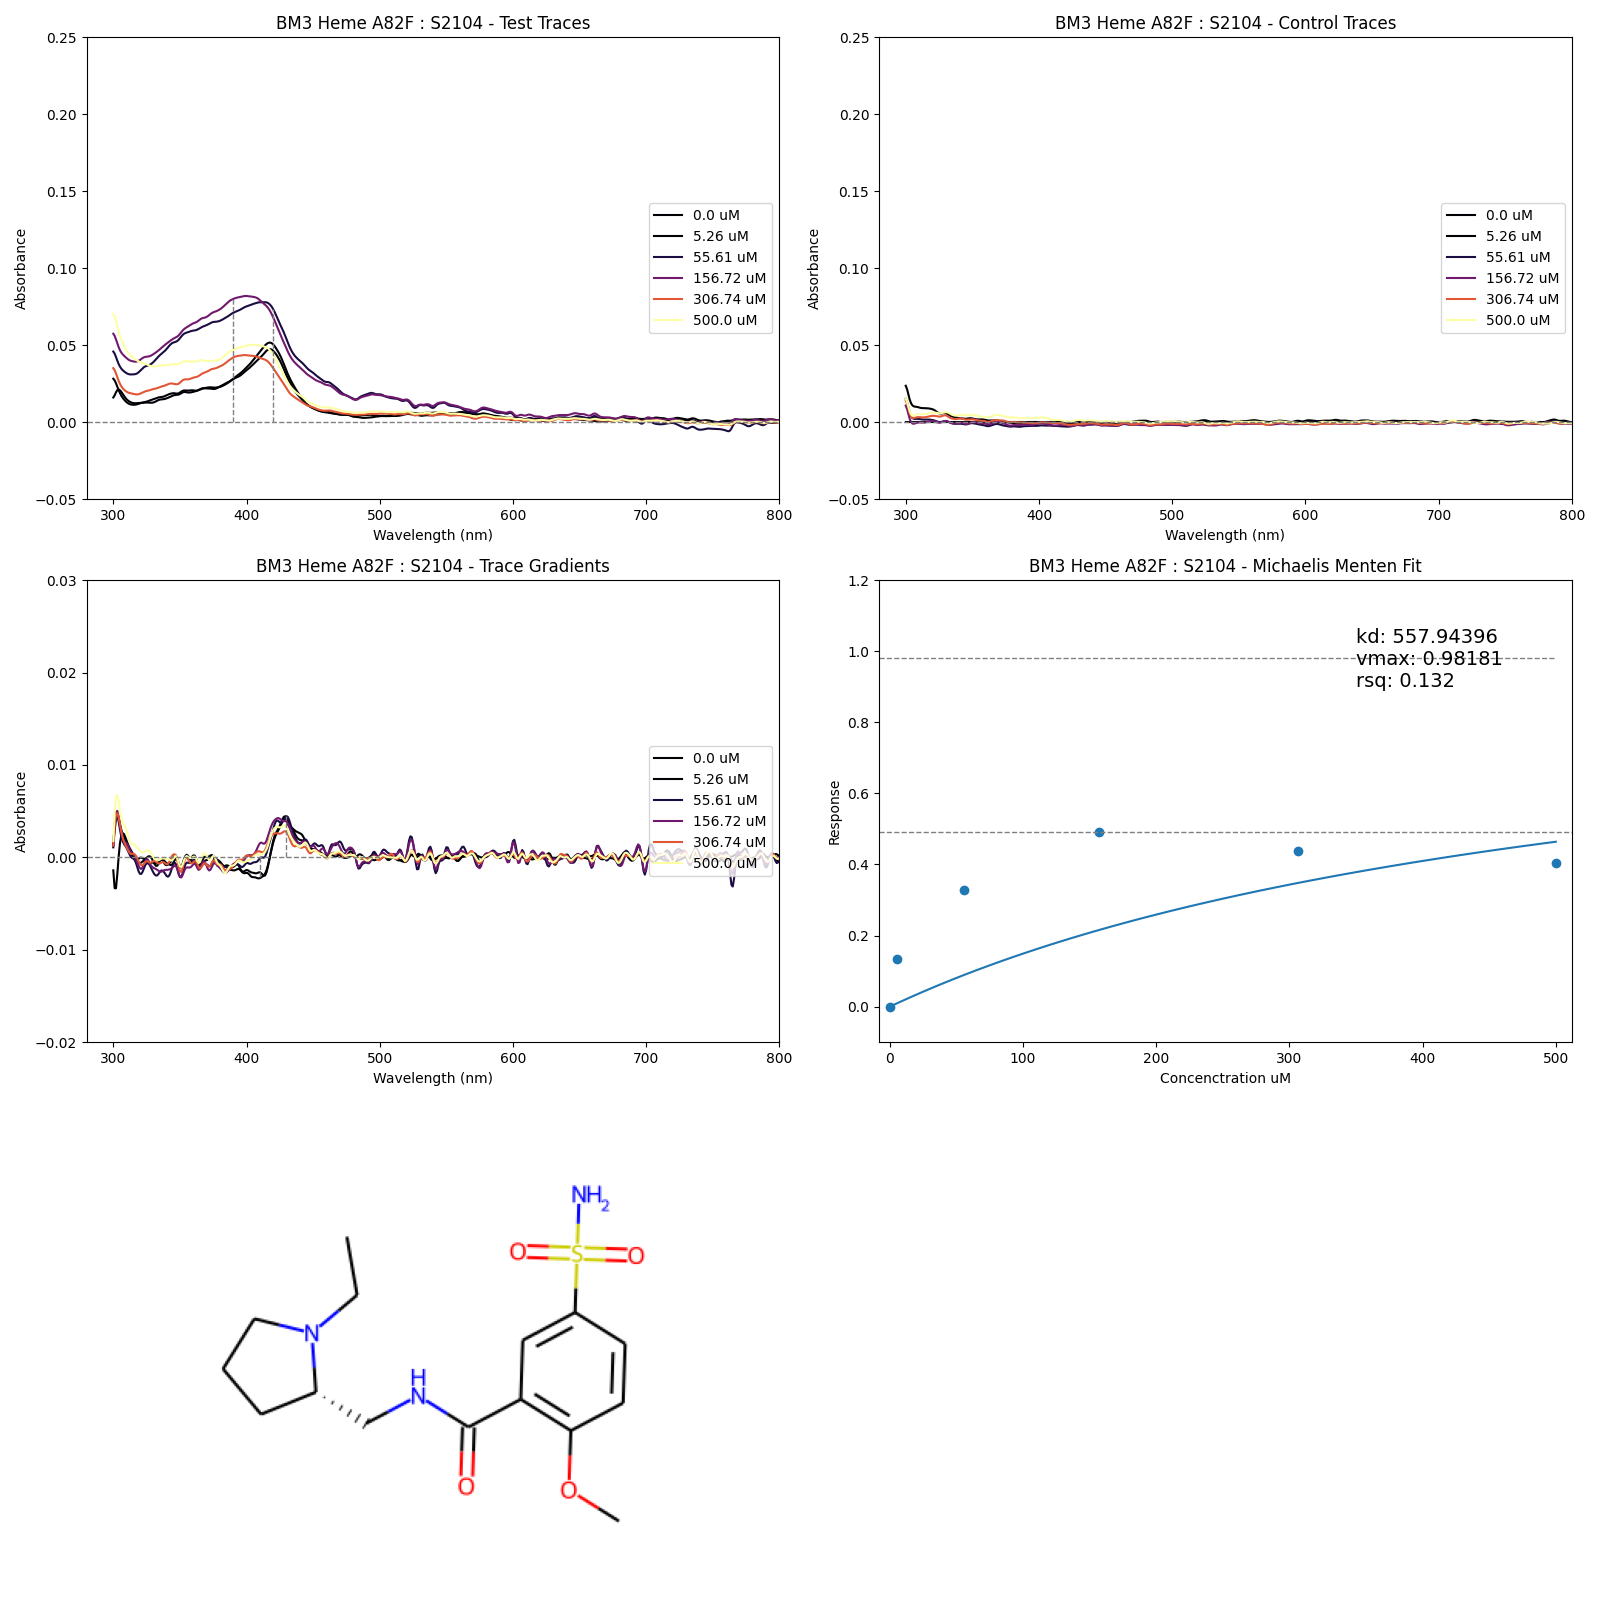 BM3 Heme A82F : S2104 - Test Traces
0.25
0.20
0.15
0.10
0.05
0.00
−0.05
Absorbance
300 400 500 600 700 800
Wavelength (nm)
0.0 uM
5.26 uM
55.61 uM
156.72 uM
306.74 uM
500.0 uM
BM3 Heme A82F : S2104 - Control Traces
0.25
0.20
0.15
0.10
0.05
0.00
−0.05
Absorbance
300 400 500 600 700 800
Wavelength (nm)
0.0 uM
5.26 uM
55.61 uM
156.72 uM
306.74 uM
500.0 uM
BM3 Heme A82F : S2104 - Trace Gradients
0.03
0.02
0.01
0.00
−0.01
−0.02
Absorbance
300 400 500 600 700 800
Wavelength (nm)
0.0 uM
5.26 uM
55.61 uM
156.72 uM
306.74 uM
500.0 uM
BM3 Heme A82F : S2104 - Michaelis Menten Fit
1.2
1.0
0.8
0.6
0.4
0.2
0.0
Response
0 100 200 300 400 500
Concenctration uM
kd: 557.94396
vmax: 0.98181
rsq: 0.132
NH2
O S O
N
H
N
O
O